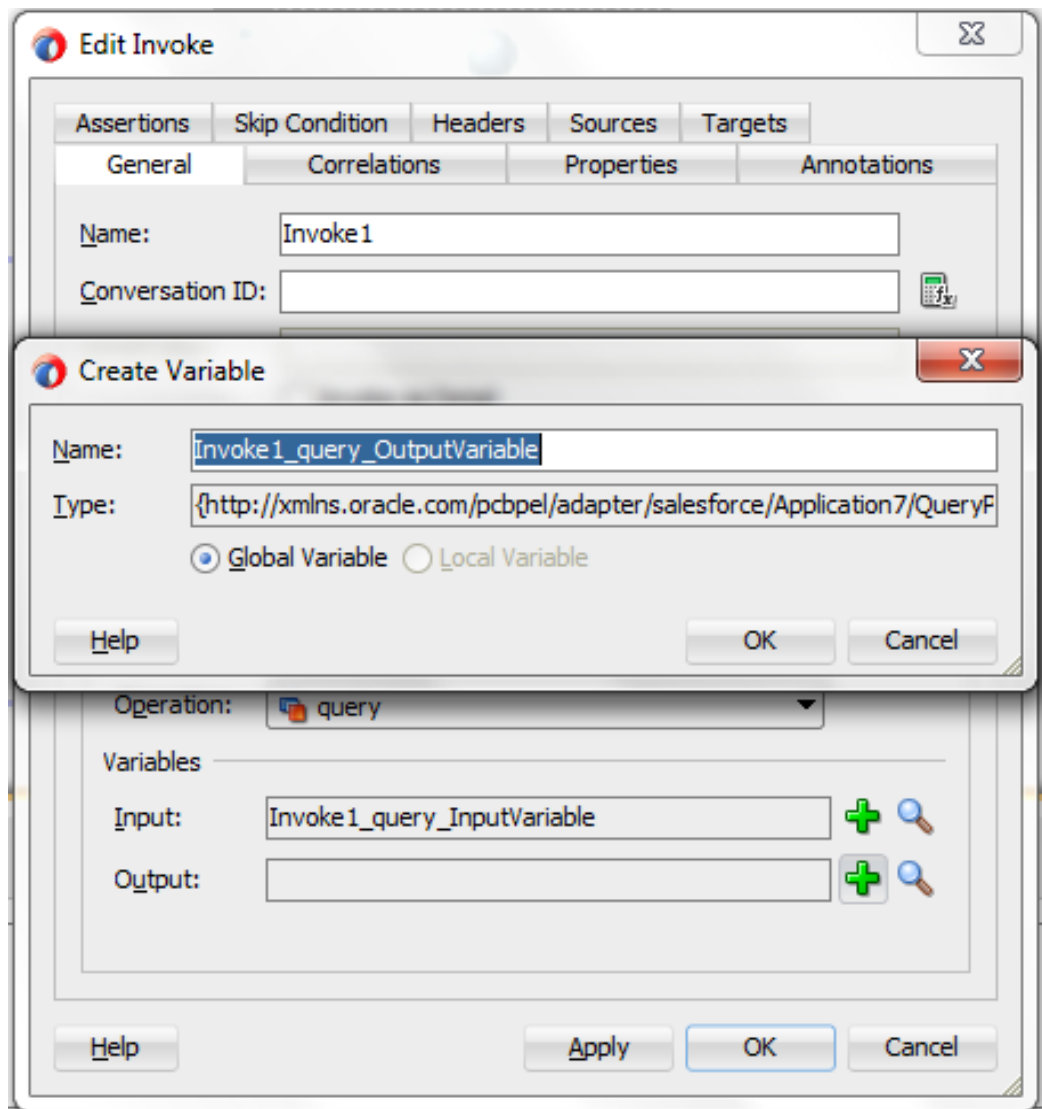 Edit Invoke
Assertions Skip Condition Headers Sources Targets
General Correlations Properties Annotations
Name: Invoke1
Conversation ID:
Create Variable
Name: Invoke1_query_OutputVariable
Type: {http://xmlns.oracle.com/pcbpel/adapter/salesforce/Application7/QueryP
Global Variable Local Variable
Help OK Cancel
Operation: query
Variables
Input: Invoke1_query_InputVariable
Output:
Help Apply OK Cancel